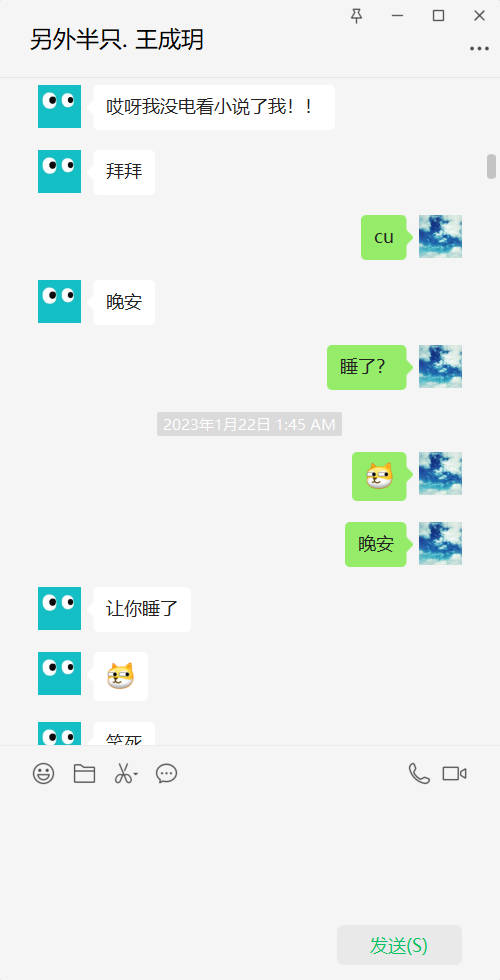 另外半只. 王成玥
哎呀我没电看小说了我！！
拜拜
cu
晚安
睡了？
2023年1月22日 1:45 AM
晚安
让你睡了
笑死
发送(S)